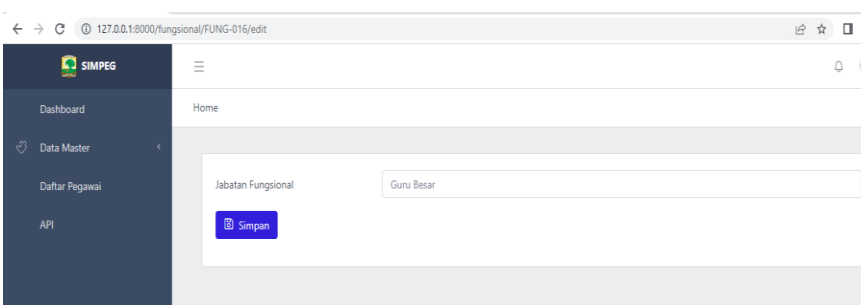 127.0.0.1:8000/fungsional/FUNG-016/edit
SIMPEG
Home
Dashboard
Data Master
Daftar Pegawai
API
Jabatan Fungsional Guru Besar
Simpan